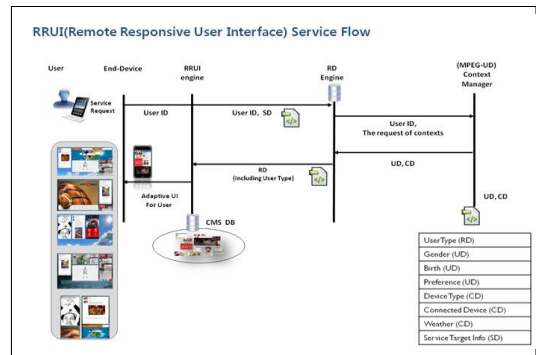 RRUI(Remote Responsive User Interface) Service Flow
User
End-Device
RRUI
engine
RD
Engine
(MPEG-UD)
Context
Manager
Service
Request
User ID
User ID, SD
User ID,
The request of contexts
UD, CD
RD
(Including User Type)
Adaptive UI
For User
UD, CD
CMS DB
UserType (RD)
Gender (UD)
Birth (UD)
Preference (UD)
Device Type (CD)
Connected Device (CD)
Weather (CD)
Service Target Info (SD)